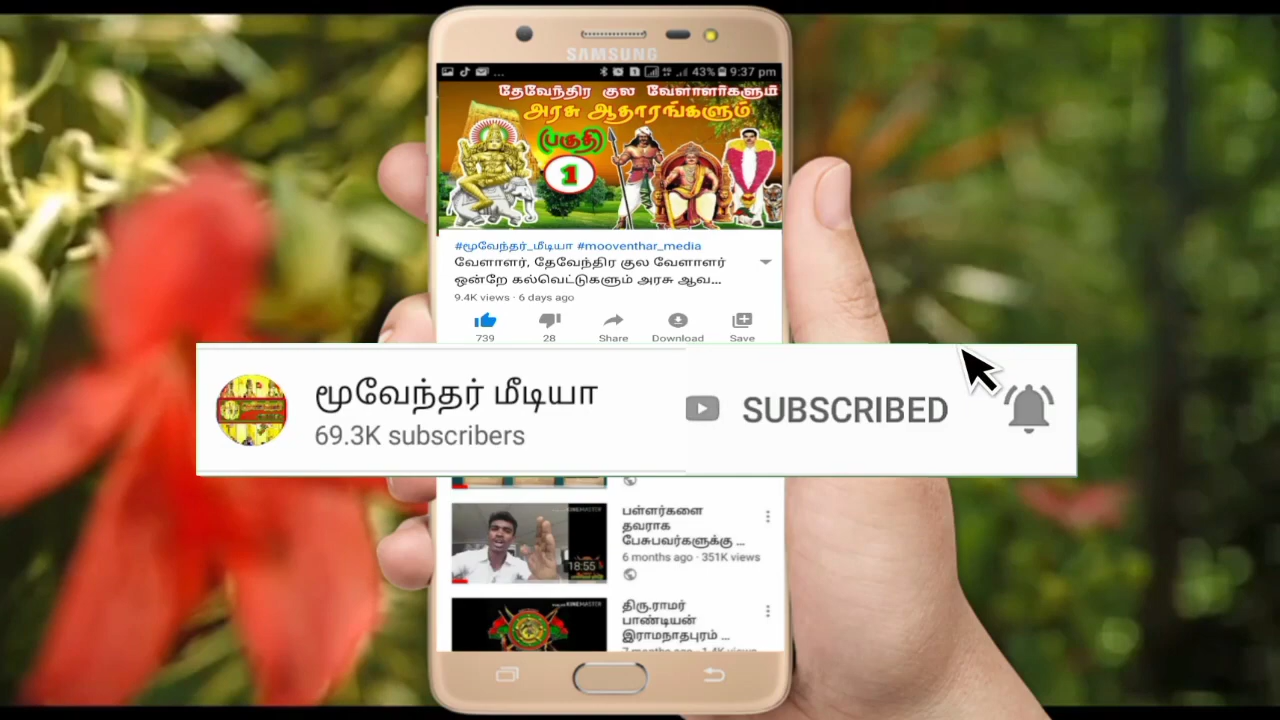 SAMSUNG
... 43% 9:37 pm
தேவேந்திர குல வேளாளர்களும்
அரசு ஆதாரங்களும்
(பகுதி)
1
#மூவேந்தர்_மீடியா #mooventhar_media
வேளாளர், தேவேந்திர குல வேளாளர்
ஒன்றே கல்வெட்டுகளும் அரசு ஆவ...
9.4K views · 6 days ago
739 28 Share Download Save
மூவேந்தர் மீடியா
69.3K subscribers
SUBSCRIBED
KINEMASTER
18:55
பள்ளர்களை
தவராக
பேசுபவர்களுக்கு ...
6 months ago · 351K views
KINEMASTER
திரு.ராமர்
பாண்டியன்
இராமநாதபுரம் ...